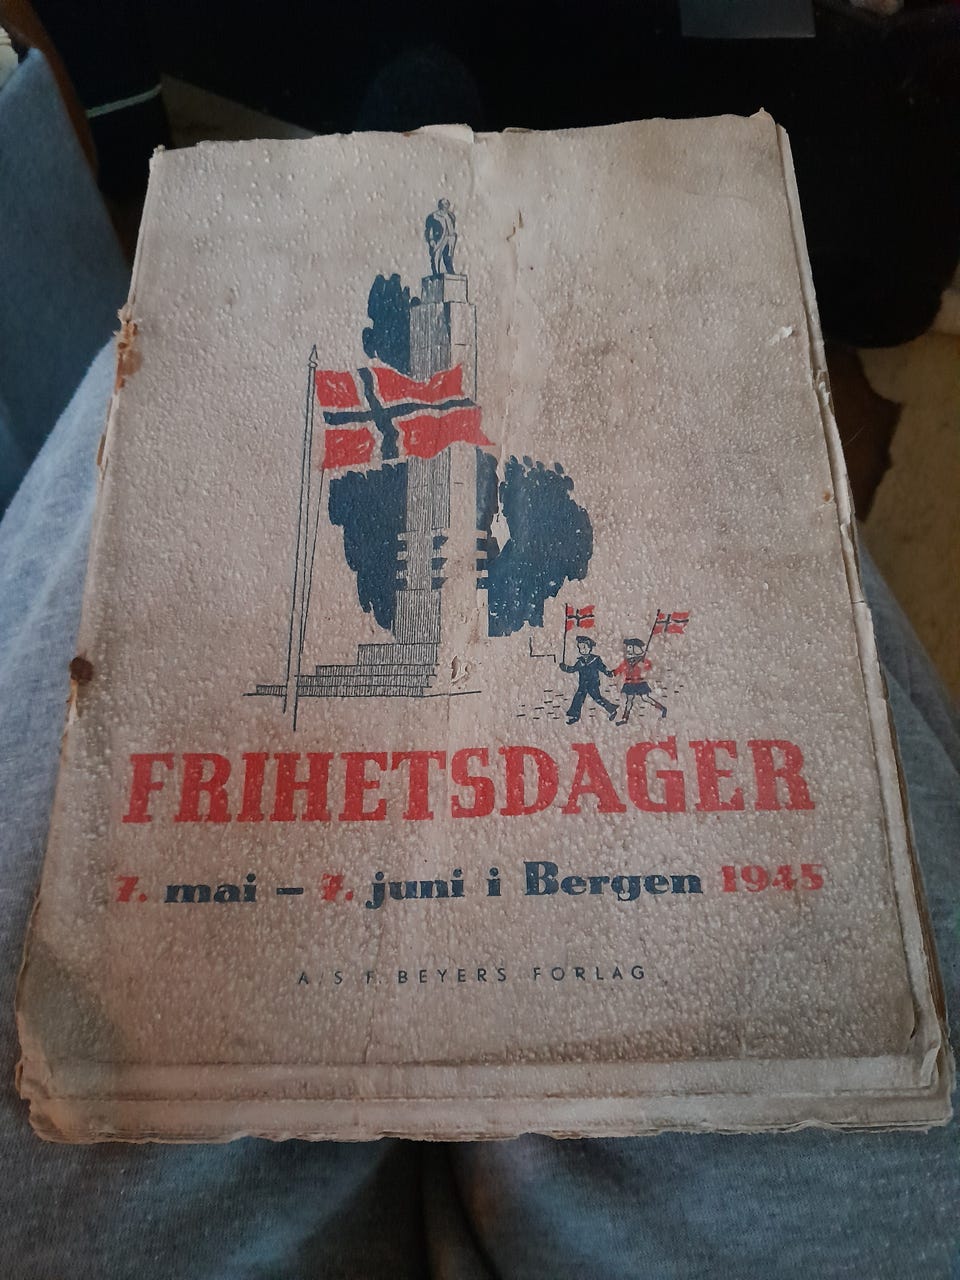 FRIHETSDAGER
7. mai – 7. juni i Bergen 1945
A/S F. BEYERS FORLAG